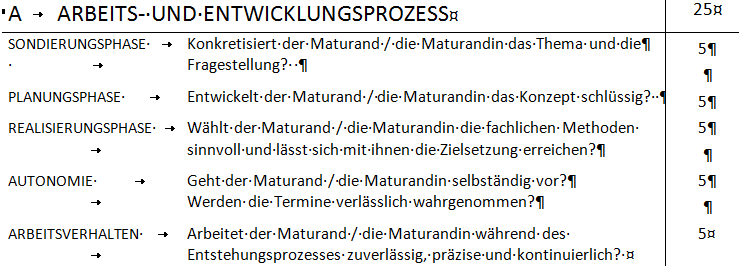 A ARBEITS- UND ENTWICKLUNGSPROZESS 25
SONDIERUNGSPHASE Konkretisiert der Maturand / die Maturandin das Thema und die 5
Fragestellung?
PLANUNGSPHASE Entwickelt der Maturand / die Maturandin das Konzept schlüssig? 5
REALISIERUNGSPHASE Wählt der Maturand / die Maturandin die fachlichen Methoden 5
sinnvoll und lässt sich mit ihnen die Zielsetzung erreichen?
AUTONOMIE Geht der Maturand / die Maturandin selbständig vor? 5
Werden die Termine verlässlich wahrgenommen?
ARBEITSVERHALTEN Arbeitet der Maturand / die Maturandin während des 5
Entstehungsprozesses zuverlässig, präzise und kontinuierlich?